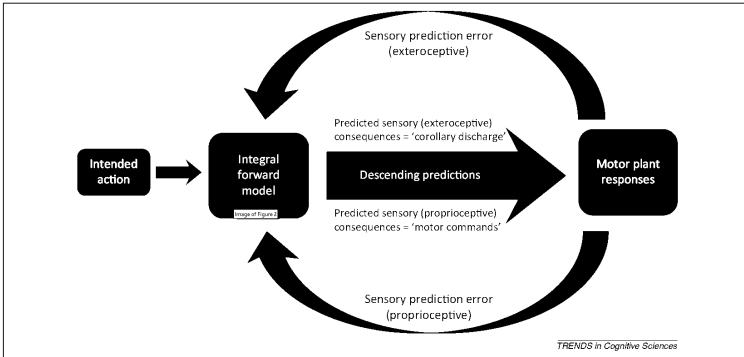 Sensory prediction error
(exteroceptive)
Predicted sensory (exteroceptive)
consequences = ‘corollary discharge’
Intended
action
Integral
forward
model
Image of Figure 2
Descending predictions
Motor plant
responses
Predicted sensory (proprioceptive)
consequences = ‘motor commands’
Sensory prediction error
(proprioceptive)
TRENDS in Cognitive Sciences